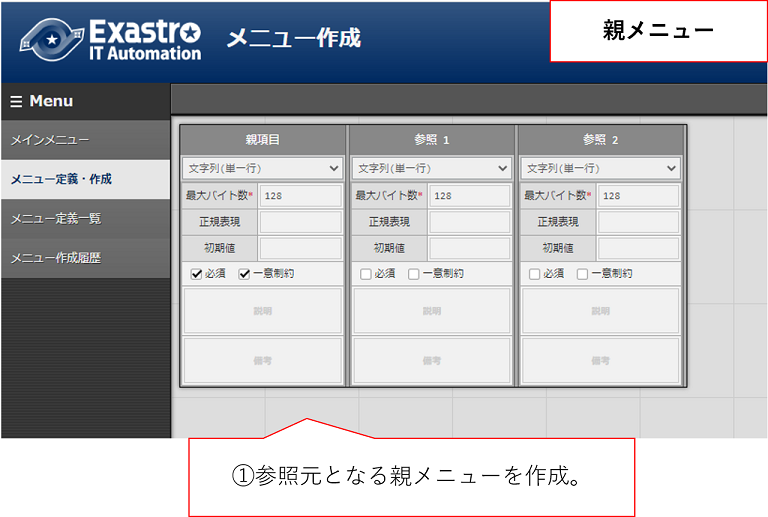 Exastro
IT Automation
メニュー作成
親メニュー
Menu
メインメニュー
メニュー定義・作成
メニュー定義一覧
メニュー作成履歴
親項目 参照 1 参照 2
文字列(単一行) 文字列(単一行) 文字列(単一行)
最大バイト数* 128 最大バイト数* 128 最大バイト数* 128
正規表現 正規表現 正規表現
初期値 初期値 初期値
必須 一意制約 必須 一意制約 必須 一意制約
説明 説明 説明
備考 備考 備考
①参照元となる親メニューを作成。